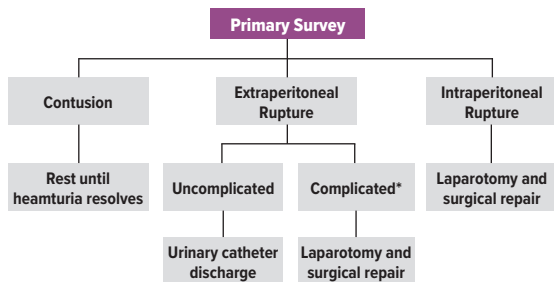 Primary Survey
Contusion
Extraperitoneal
Rupture
Intraperitoneal
Rupture
Rest until
heamturia resolves
Uncomplicated
Complicated*
Laparotomy and
surgical repair
Urinary catheter
discharge
Laparotomy and
surgical repair